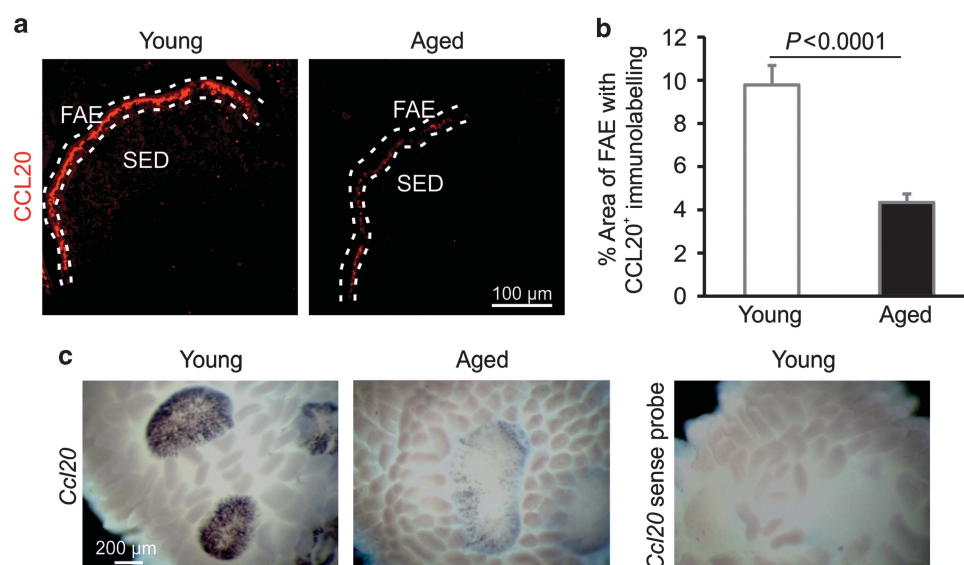 a
Young
Aged
CCL20
FAE
SED
FAE
SED
100 µm
b
% Area of FAE with
CCL20⁺ immunolabelling
12
10
8
6
4
2
0
P<0.0001
Young
Aged
c
Young
Aged
Young
Ccl20
200 µm
Ccl20 sense probe